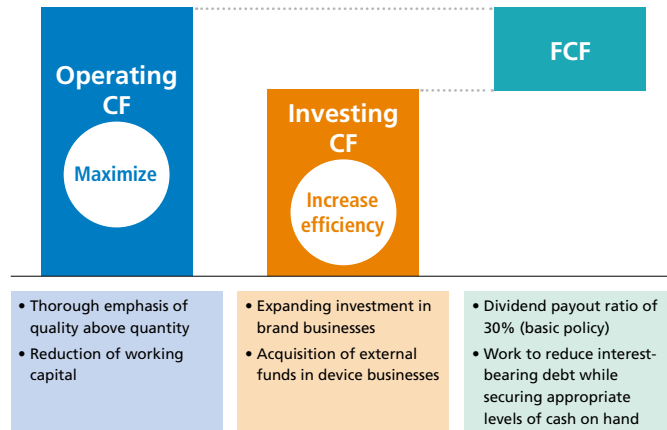 Operating
CF
Maximize
Investing
CF
Increase
efficiency
FCF
• Thorough emphasis of
quality above quantity
• Reduction of working
capital
• Expanding investment in
brand businesses
• Acquisition of external
funds in device businesses
• Dividend payout ratio of
30% (basic policy)
• Work to reduce interest-
bearing debt while
securing appropriate
levels of cash on hand